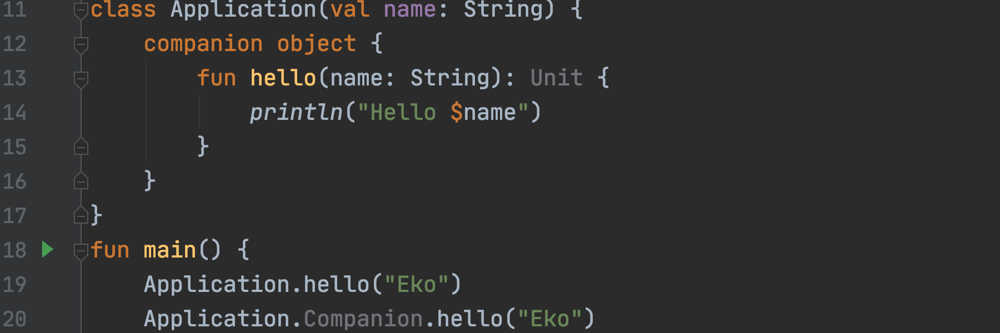 11 class Application(val name: String) {
12     companion object {
13         fun hello(name: String): Unit {
14             println("Hello $name")
15         }
16     }
17 }
18 fun main() {
19     Application.hello("Eko")
20     Application.Companion.hello("Eko")